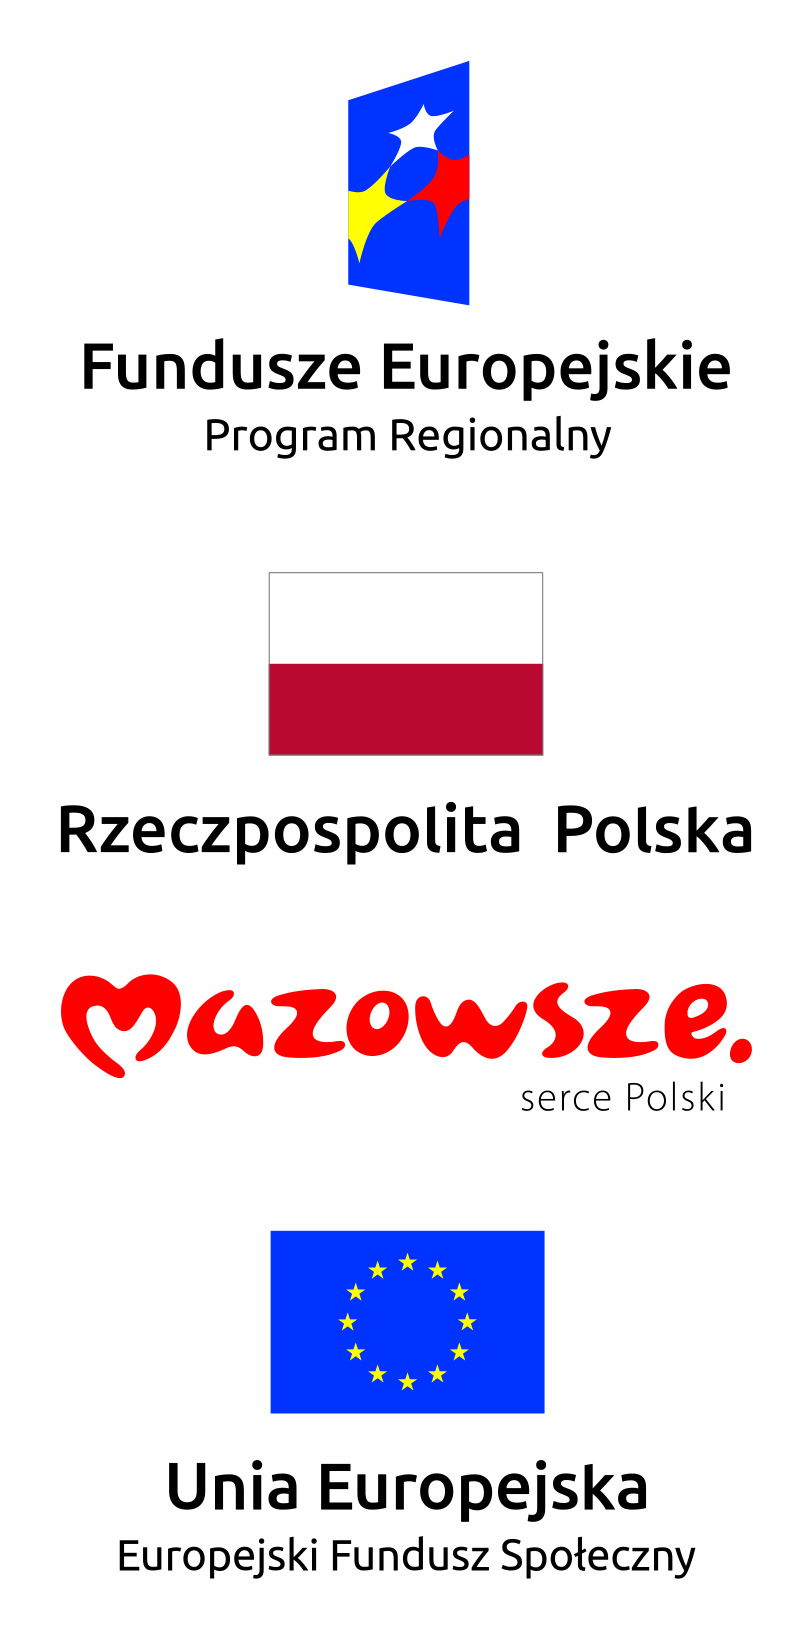 Fundusze Europejskie
Program Regionalny
Rzeczpospolita Polska
mazowsze.
serce Polski
Unia Europejska
Europejski Fundusz Społeczny